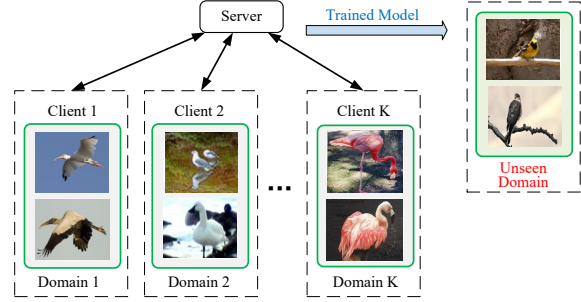 Server
Trained Model
Client 1
Client 2
Client K
...
Domain 1
Domain 2
Domain K
Unseen
Domain